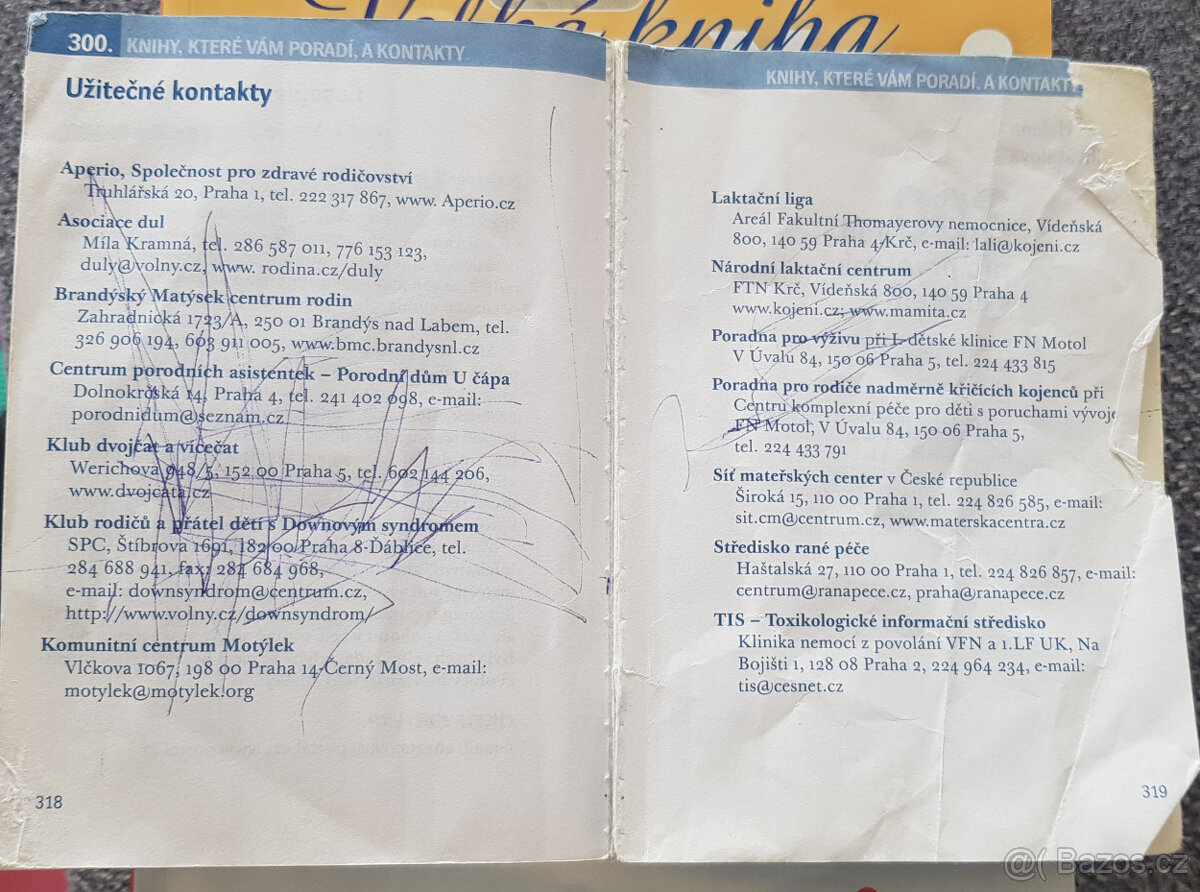 Velká kniha
300. KNIHY, KTERÉ VÁM PORADÍ, A KONTAKTY
Užitečné kontakty
Aperio, Společnost pro zdravé rodičovství
Truhlářská 20, Praha 1, tel. 222 317 867, www. Aperio.cz
Asociace dul
Míla Kramná, tel. 286 587 011, 776 153 123,
duly@volny.cz, www. rodina.cz/duly
Brandýský Matýsek centrum rodin
Zahradnická 1723/A, 250 01 Brandýs nad Labem, tel.
326 906 194, 603 911 005, www.bmc.brandysnl.cz
Centrum porodních asistentek – Porodní dům U čápa
Dolnokrčská 14, Praha 4, tel. 241 402 098, e-mail:
porodnidum@seznam.cz
Klub dvojčat a vícečat
Werichova 948/5, 152 00 Praha 5, tel. 602 144 206,
www.dvojcata.cz
Klub rodičů a přátel dětí s Downovým syndromem
SPC, Štíbrova 1691, 182 00 Praha 8-Ďáblice, tel.
284 688 941, fax: 284 684 968,
e-mail: downsyndrom@centrum.cz,
http://www.volny.cz/downsyndrom/
Komunitní centrum Motýlek
Vlčkova 1067, 198 00 Praha 14-Černý Most, e-mail:
motylek@motylek.org
318
KNIHY, KTERÉ VÁM PORADÍ, A KONTAKTY
Laktační liga
Areál Fakultní Thomayerovy nemocnice, Vídeňská
800, 140 59 Praha 4-Krč, e-mail: lali@kojeni.cz
Národní laktační centrum
FTN Krč, Vídeňská 800, 140 59 Praha 4
www.kojeni.cz; www.mamita.cz
Poradna pro výživu při I. dětské klinice FN Motol
V Úvalu 84, 150 06 Praha 5, tel. 224 433 815
Poradna pro rodiče nadměrně křičících kojenců při
Centru komplexní péče pro děti s poruchami vývoje
FN Motol, V Úvalu 84, 150 06 Praha 5,
tel. 224 433 791
Síť mateřských center v České republice
Široká 15, 110 00 Praha 1, tel. 224 826 585, e-mail:
sit.cm@centrum.cz, www.materskacentra.cz
Středisko rané péče
Haštalská 27, 110 00 Praha 1, tel. 224 826 857, e-mail:
centrum@ranapece.cz, praha@ranapece.cz
TIS – Toxikologické informační středisko
Klinika nemocí z povolání VFN a 1.LF UK, Na
Bojišti 1, 128 08 Praha 2, 224 964 234, e-mail:
tis@cesnet.cz
319
@( Bazos.cz